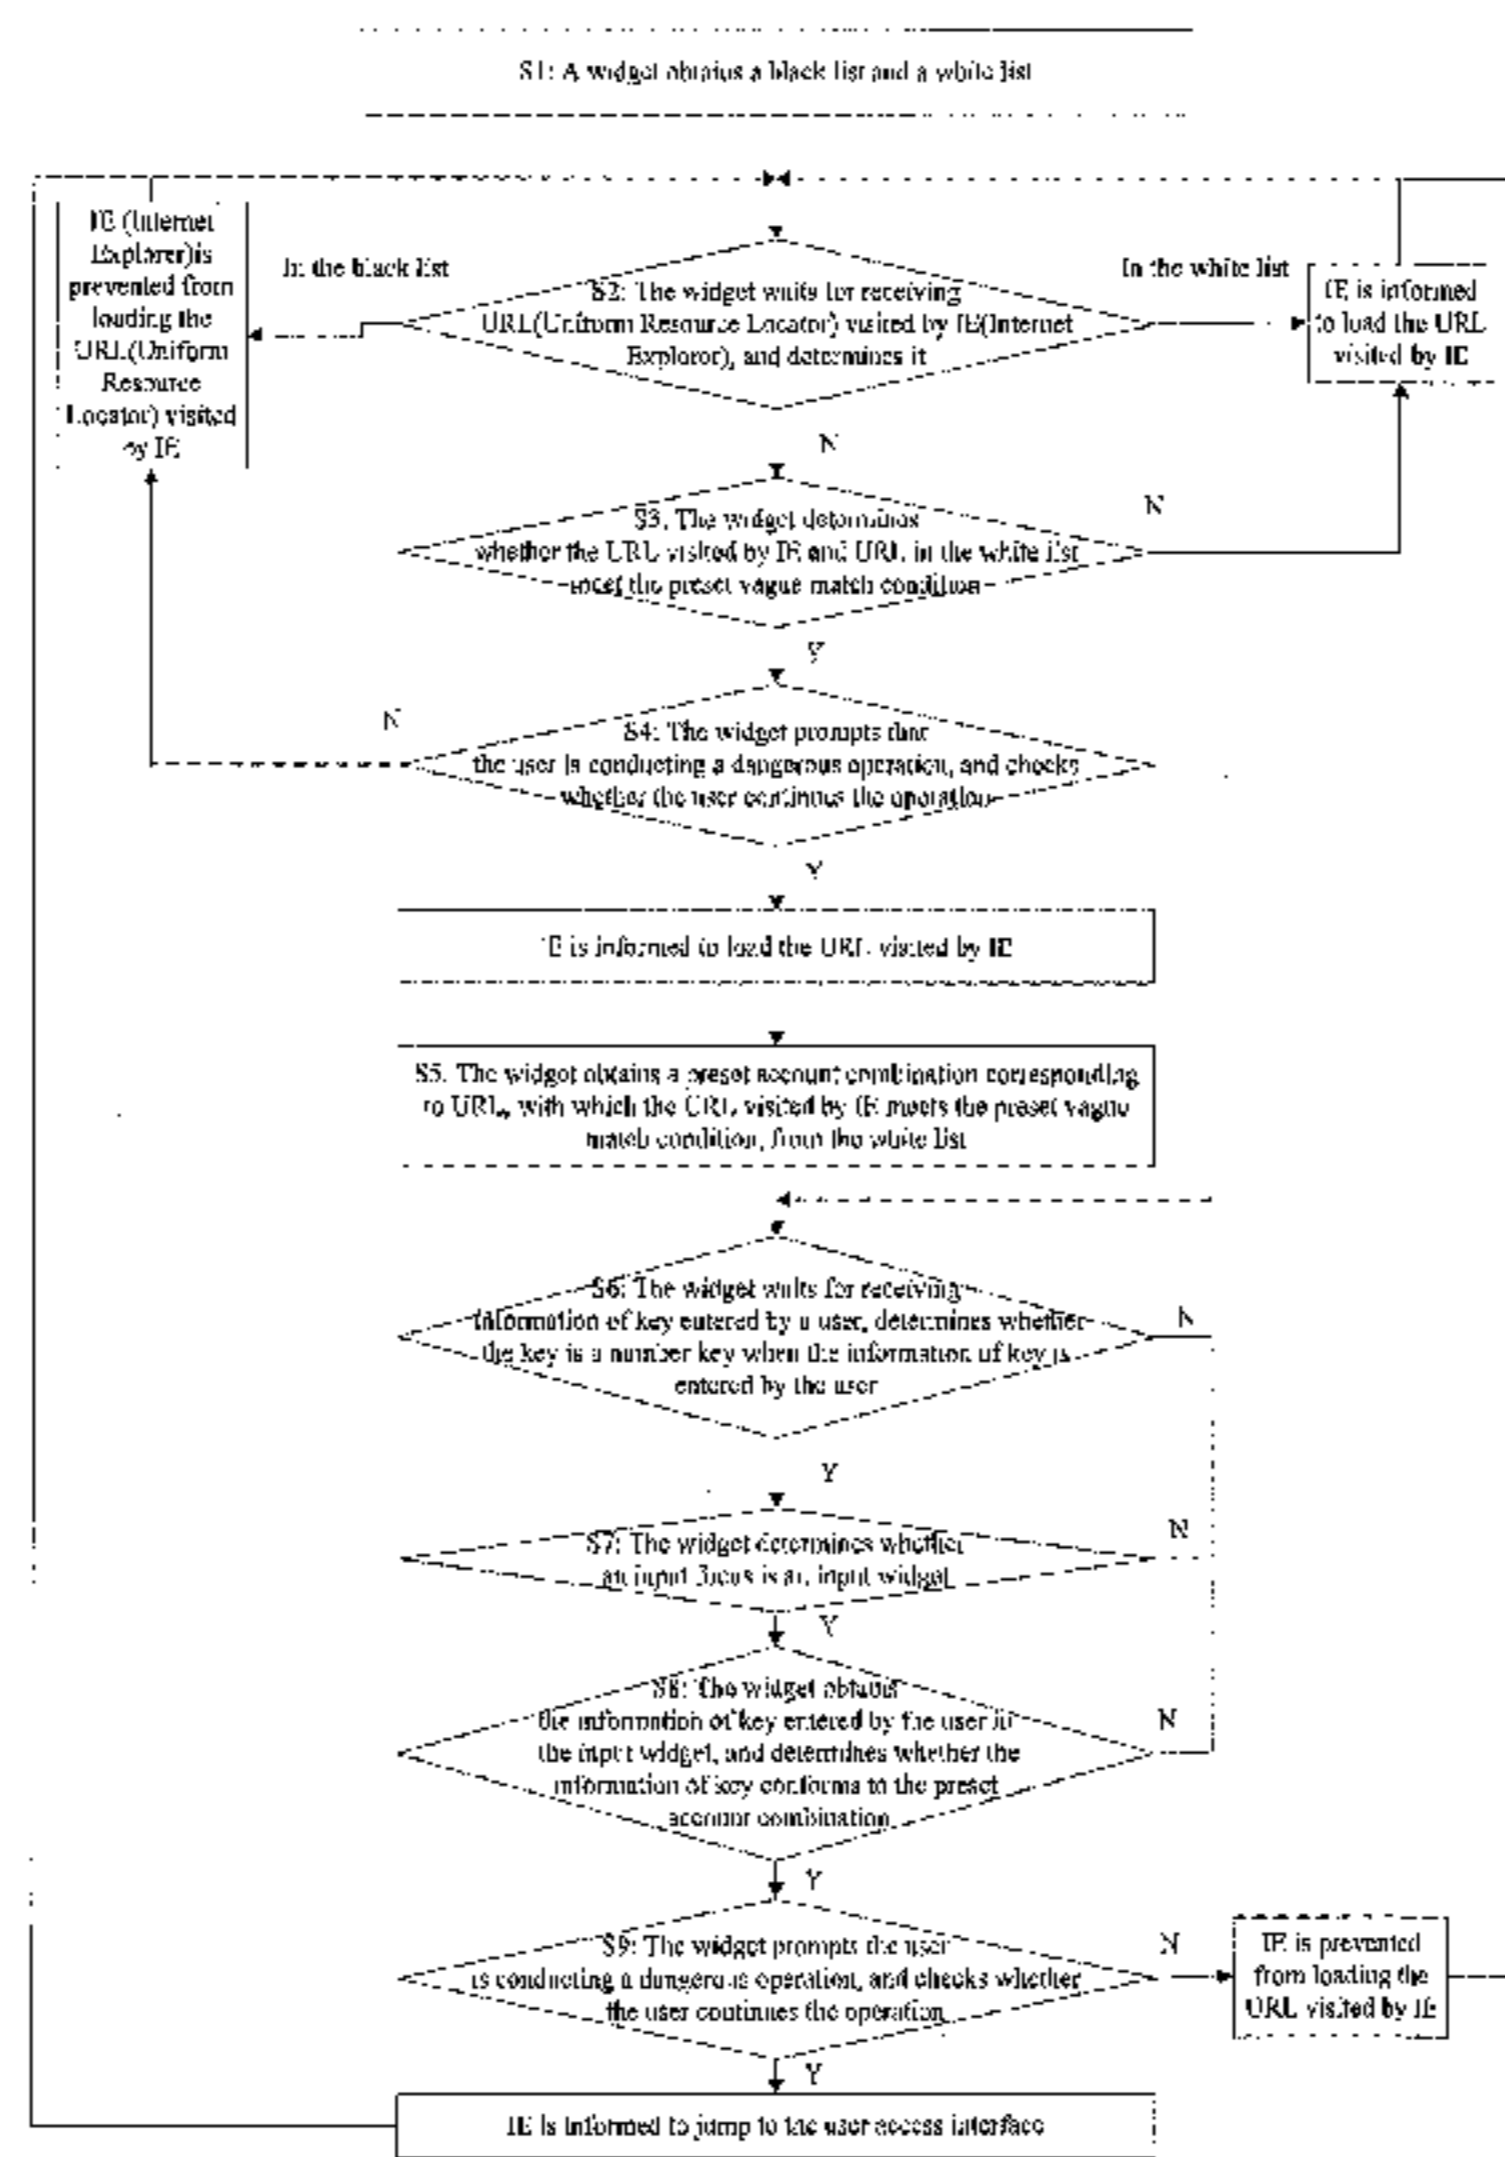 S1: A widget obtains a black list and a white list
IE (Internet
Explorer)is
prevented from
loading the
URL(Uniform
Resource
Locator) visited
by IE
In the black list
S2: The widget waits for receiving
URL(Uniform Resource Locator) visited by IE(Internet
Explorer), and determines it
In the white list
IE is informed
to load the URL
visited by IE
N
S3. The widget determines
whether the URL visited by IE and URL in the white list
meet the preset vague match condition
N
Y
N
S4: The widget prompts that
the user is conducting a dangerous operation, and checks
whether the user continues the operation
Y
IE is informed to load the URL visited by IE
S5. The widget obtains a preset account combination corresponding
to URL, with which the URL visited by IE meets the preset vague
match condition, from the white list
S6: The widget waits for receiving
information of key entered by a user, determines whether
the key is a number key when the information of key is
entered by the user
N
Y
S7: The widget determines whether
an input focus is an input widget
N
Y
S8: The widget obtains
the information of key entered by the user in
the input widget, and determines whether the
information of key conforms to the preset
account combination
N
Y
S9: The widget prompts the user
is conducting a dangerous operation, and checks whether
the user continues the operation
N
IE is prevented
from loading the
URL visited by IE
Y
IE is informed to jump to the user access interface